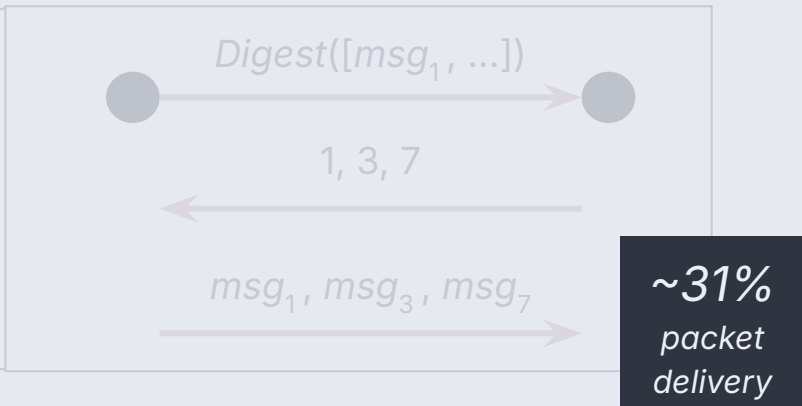 Digest([msg₁, ...])
1, 3, 7
msg₁, msg₃, msg₇
~31%
packet
delivery